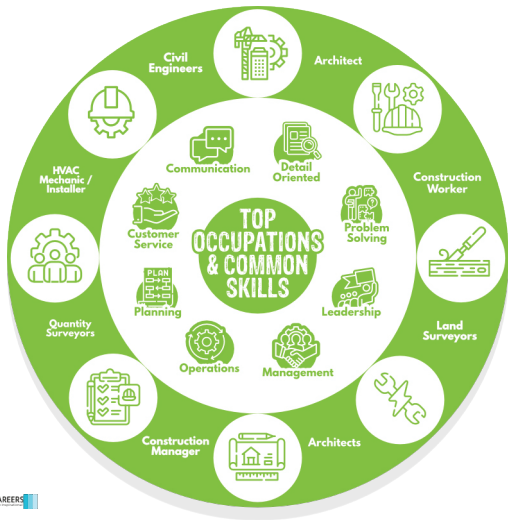 TOP
OCCUPATIONS
& COMMON
SKILLS
Civil
Engineers
Architect
Construction
Worker
Land
Surveyors
Architects
Construction
Manager
Quantity
Surveyors
HVAC
Mechanic /
Installer
Communication
Detail
Oriented
Problem
Solving
Leadership
Management
Operations
Planning
PLAN
Customer
Service
AREERS